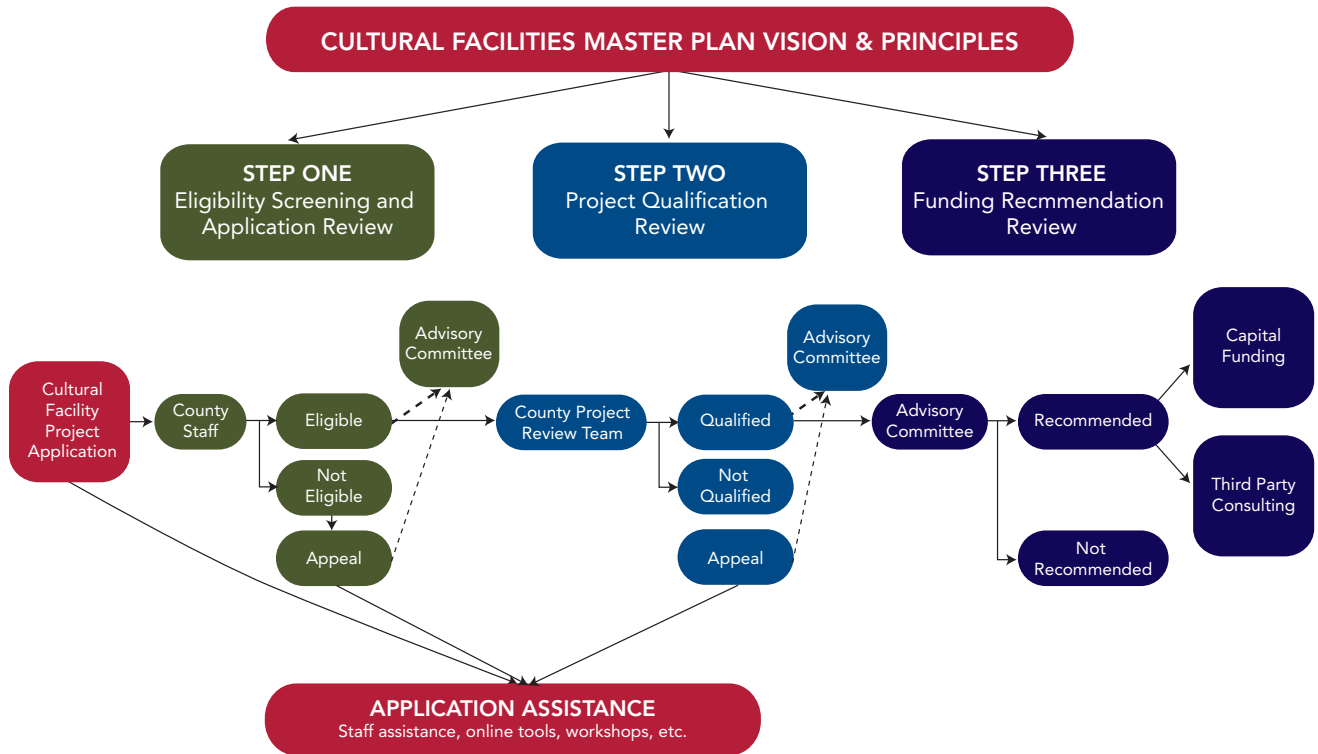 CULTURAL FACILITIES MASTER PLAN VISION & PRINCIPLES
STEP ONE
Eligibility Screening and
Application Review
STEP TWO
Project Qualification
Review
STEP THREE
Funding Recmmendation
Review
Cultural
Facility
Project
Application
County
Staff
Eligible
Not
Eligible
Appeal
Advisory
Committee
County Project
Review Team
Qualified
Not
Qualified
Appeal
Advisory
Committee
Advisory
Committee
Recommended
Not
Recommended
Capital
Funding
Third Party
Consulting
APPLICATION ASSISTANCE
Staff assistance, online tools, workshops, etc.